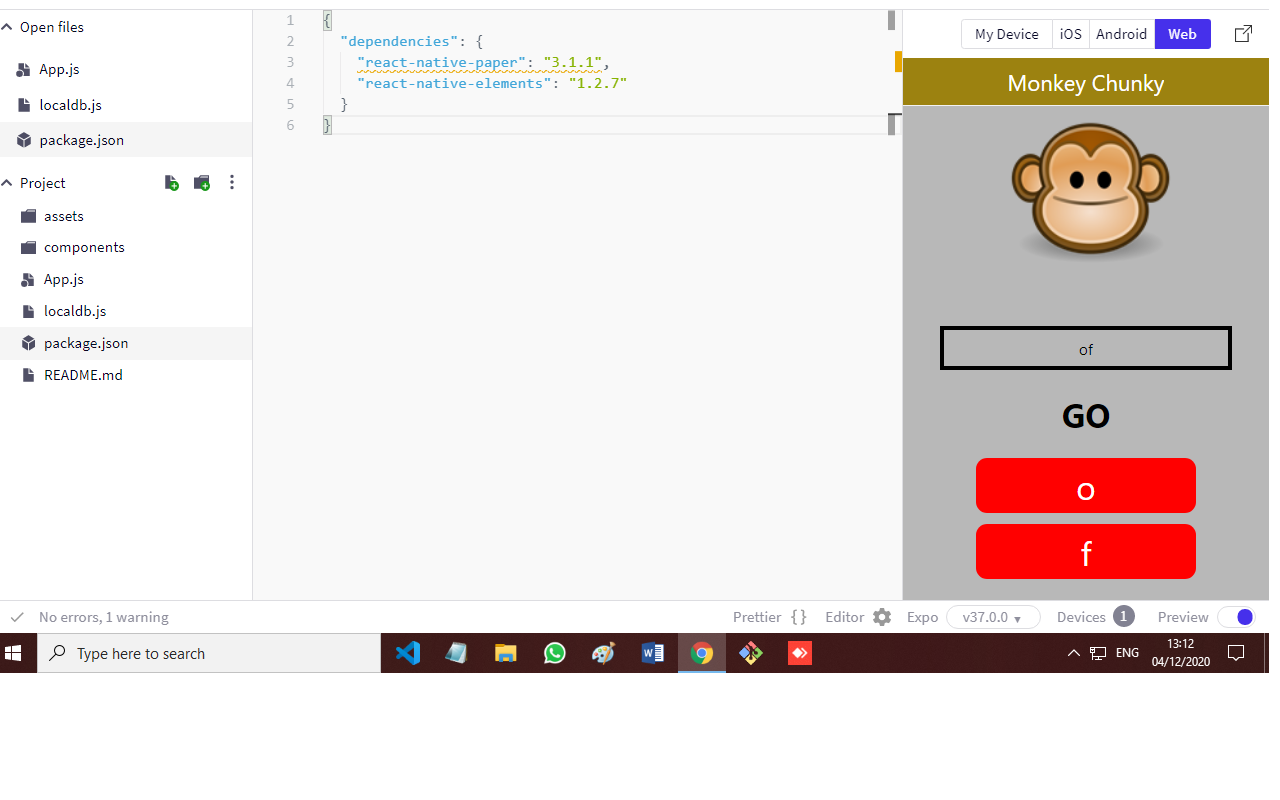 Open files
App.js
localdb.js
package.json
Project
assets
components
App.js
localdb.js
package.json
README.md
1 {
2 "dependencies": {
3 "react-native-paper": "3.1.1",
4 "react-native-elements": "1.2.7"
5 }
6 }
My Device iOS Android Web
Monkey Chunky
of
GO
o
f
No errors, 1 warning
Prettier {} Editor Expo v37.0.0 Devices 1 Preview
Type here to search
ENG
13:12
04/12/2020